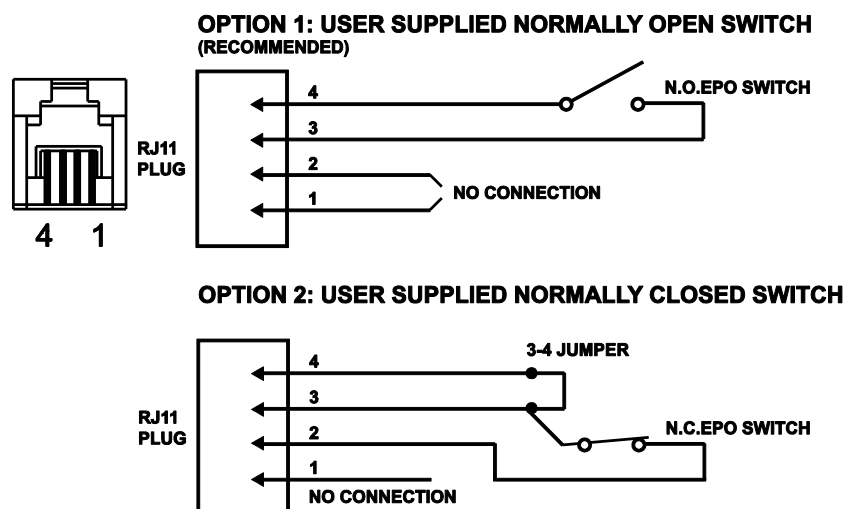 OPTION 1: USER SUPPLIED NORMALLY OPEN SWITCH
(RECOMMENDED)
4
N.O.EPO SWITCH
3
RJ11
PLUG
2
NO CONNECTION
1
4 1
OPTION 2: USER SUPPLIED NORMALLY CLOSED SWITCH
3-4 JUMPER
4
3
RJ11
PLUG
2
N.C.EPO SWITCH
1
NO CONNECTION